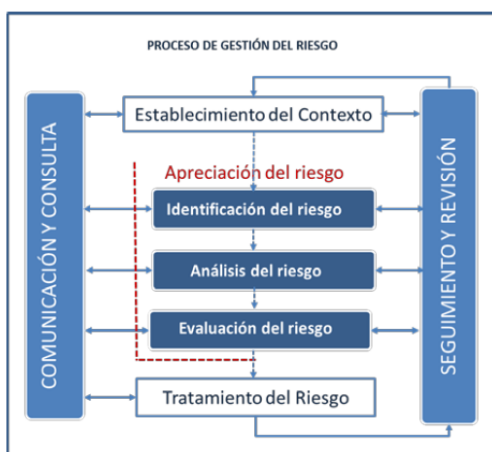 PROCESO DE GESTIÓN DEL RIESGO
COMUNICACIÓN Y CONSULTA
Establecimiento del Contexto
Apreciación del riesgo
Identificación del riesgo
Análisis del riesgo
Evaluación del riesgo
Tratamiento del Riesgo
SEGUIMIENTO Y REVISIÓN